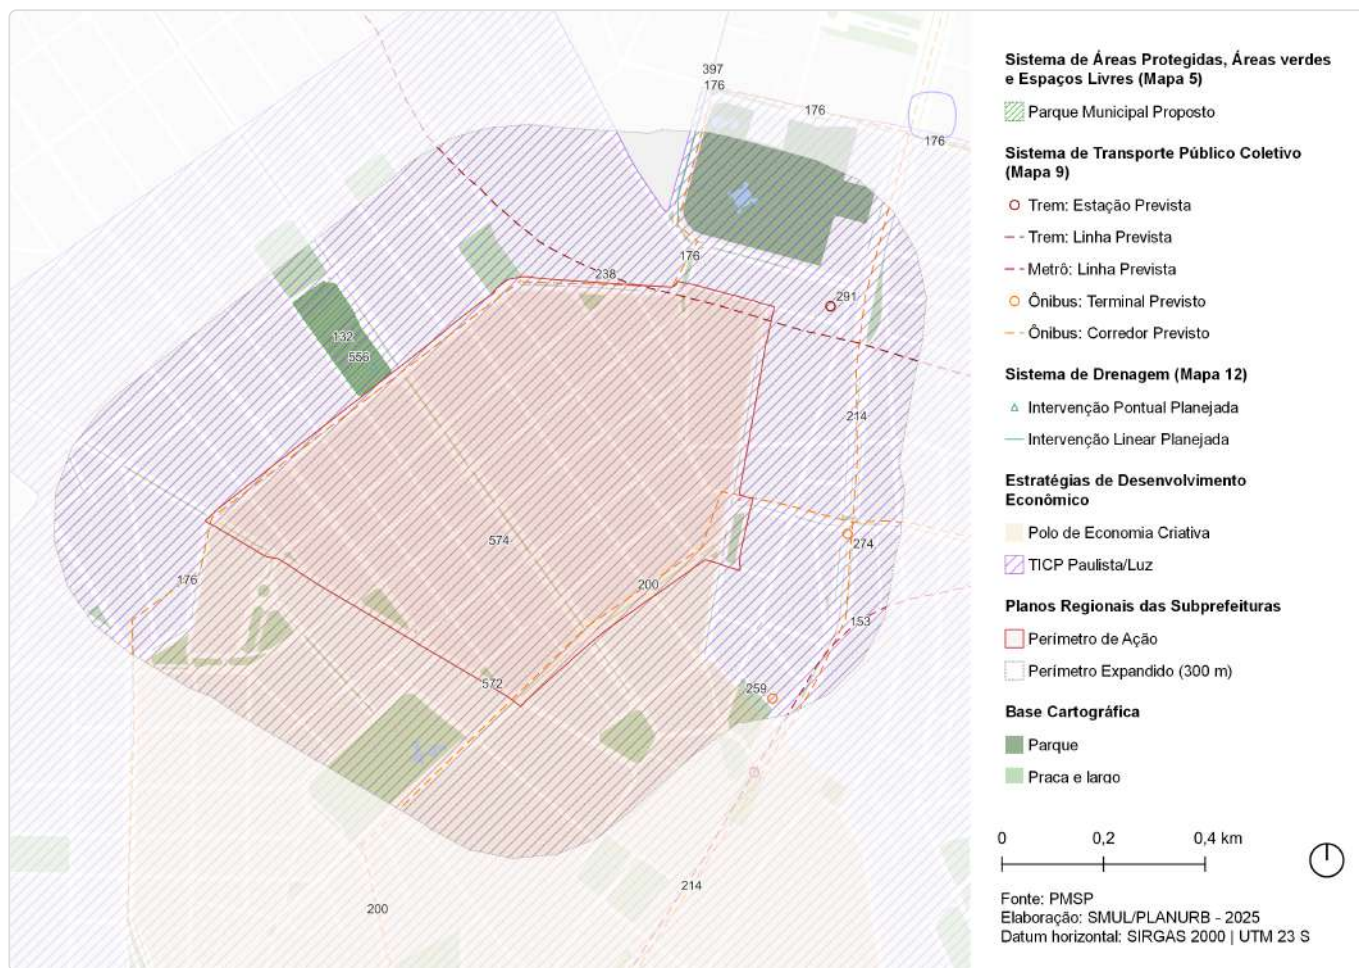 397
176
176
176
176
238
291
132
556
214
574
274
176
200
153
572
259
214
200
Sistema de Áreas Protegidas, Áreas verdes
e Espaços Livres (Mapa 5)
Parque Municipal Proposto
Sistema de Transporte Público Coletivo
(Mapa 9)
Trem: Estação Prevista
Trem: Linha Prevista
Metrô: Linha Prevista
Ônibus: Terminal Previsto
Ônibus: Corredor Previsto
Sistema de Drenagem (Mapa 12)
Intervenção Pontual Planejada
Intervenção Linear Planejada
Estratégias de Desenvolvimento
Econômico
Polo de Economia Criativa
TICP Paulista/Luz
Planos Regionais das Subprefeituras
Perímetro de Ação
Perímetro Expandido (300 m)
Base Cartográfica
Parque
Praça e largo
0 0,2 0,4 km
Fonte: PMSP
Elaboração: SMUL/PLANURB - 2025
Datum horizontal: SIRGAS 2000 | UTM 23 S